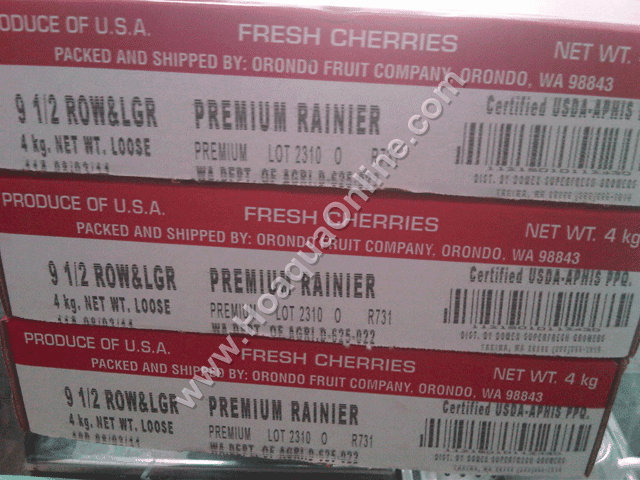 PRODUCE OF U.S.A. FRESH CHERRIES NET WT.
PACKED AND SHIPPED BY: ORONDO FRUIT COMPANY, ORONDO, WA 98843
9 1/2 ROW&LGR PREMIUM RAINIER Certified USDA-APHIS
4 kg. NET WT. LOOSE PREMIUM LOT 2310 O R73
WA DEPT. OF AGRI.D-625-
PRODUCE OF U.S.A. FRESH CHERRIES NET WT. 4 kg
PACKED AND SHIPPED BY: ORONDO FRUIT COMPANY, ORONDO, WA 98843
9 1/2 ROW&LGR PREMIUM RAINIER Certified USDA-APHIS PPQ.
4 kg. NET WT. LOOSE PREMIUM LOT 2310 O R731
WA DEPT. OF AGRI.D-625-022
PRODUCE OF U.S.A. FRESH CHERRIES NET WT. 4 kg
PACKED AND SHIPPED BY: ORONDO FRUIT COMPANY, ORONDO, WA 98843
9 1/2 ROW&LGR PREMIUM RAINIER Certified USDA-APHIS PPQ.
4 kg. NET WT. LOOSE PREMIUM LOT 2310 O R731
WA DEPT. OF AGRI.D-625-022
www.HoaquaOnline.com